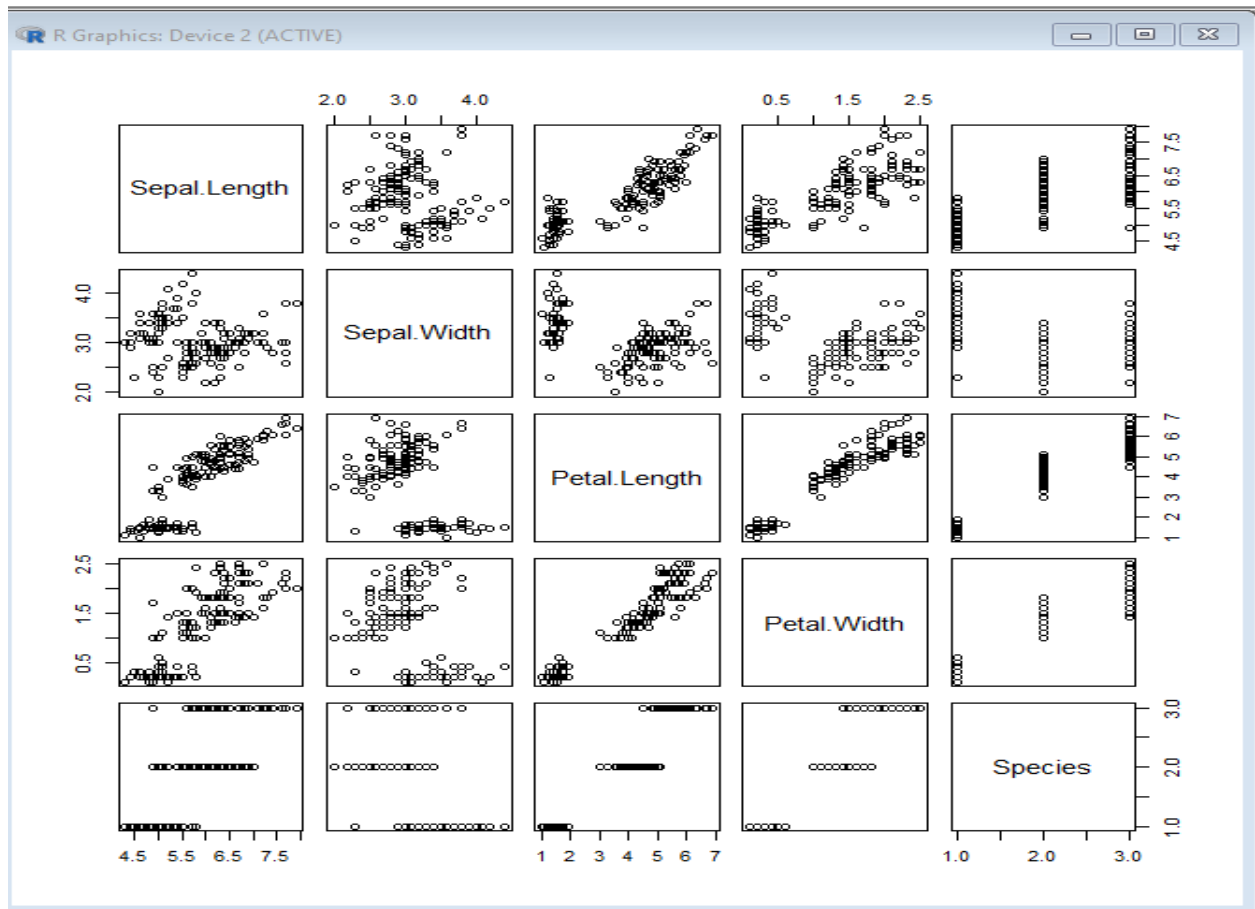 R Graphics: Device 2 (ACTIVE)
2.0 3.0 4.0
0.5 1.5 2.5
Sepal.Length
4.5 5.5 6.5 7.5
2.0 3.0 4.0
Sepal.Width
Petal.Length
1 2 3 4 5 6 7
0.5 1.5 2.5
Petal.Width
Species
1.0 2.0 3.0
4.5 5.5 6.5 7.5
1 2 3 4 5 6 7
1.0 2.0 3.0